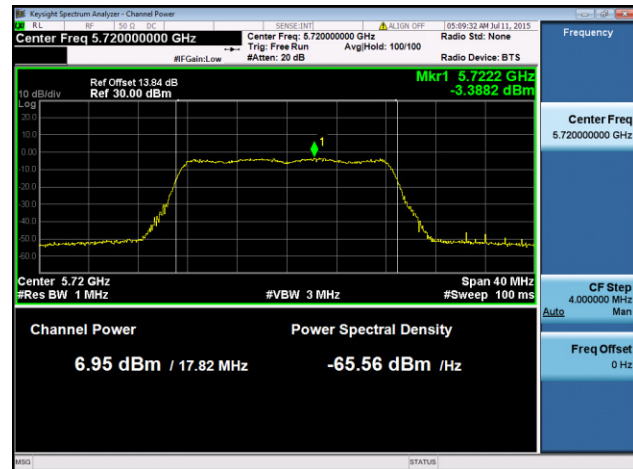 Keysight Spectrum Analyzer - Channel Power
RL RF 50 Ω DC SENSE:INT ALIGN OFF 05:09:32 AM Jul 11, 2015
Center Freq 5.720000000 GHz Center Freq: 5.720000000 GHz Radio Std: None
Trig: Free Run Avg|Hold: 100/100
#IFGain:Low #Atten: 20 dB Radio Device: BTS
Frequency
Mkr1 5.7222 GHz
-3.3882 dBm
Ref Offset 13.84 dB
10 dB/div Ref 30.00 dBm
Log
20.0
10.0
0.00
-10.0
-20.0
-30.0
-40.0
-50.0
-60.0
1
Center 5.72 GHz Span 40 MHz
#Res BW 1 MHz #VBW 3 MHz #Sweep 100 ms
Channel Power Power Spectral Density
6.95 dBm / 17.82 MHz -65.56 dBm /Hz
Center Freq
5.720000000 GHz
CF Step
4.000000 MHz
Auto Man
Freq Offset
0 Hz
MSG STATUS